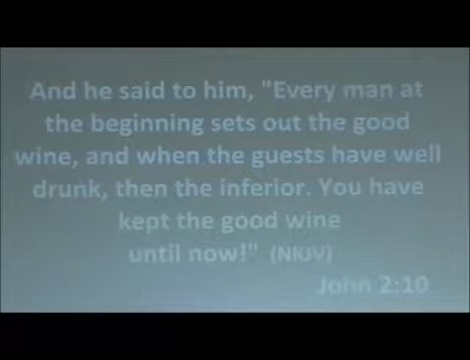 And he said to him, "Every man at
the beginning sets out the good
wine, and when the guests have well
drunk, then the inferior. You have
kept the good wine
until now!" (NKJV)
John 2:10